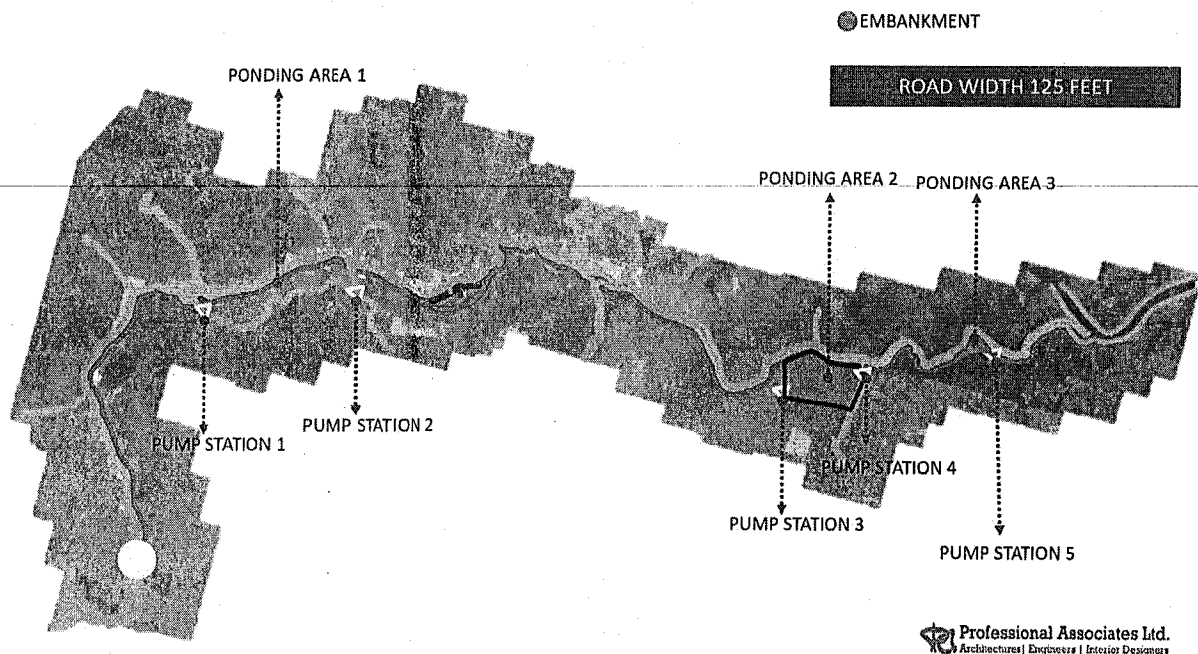 EMBANKMENT
ROAD WIDTH 125 FEET
PONDING AREA 1
PONDING AREA 2
PONDING AREA 3
PUMP STATION 1
PUMP STATION 2
PUMP STATION 3
PUMP STATION 4
PUMP STATION 5
Professional Associates Ltd.
Architectures| Engineers | Interior Designers